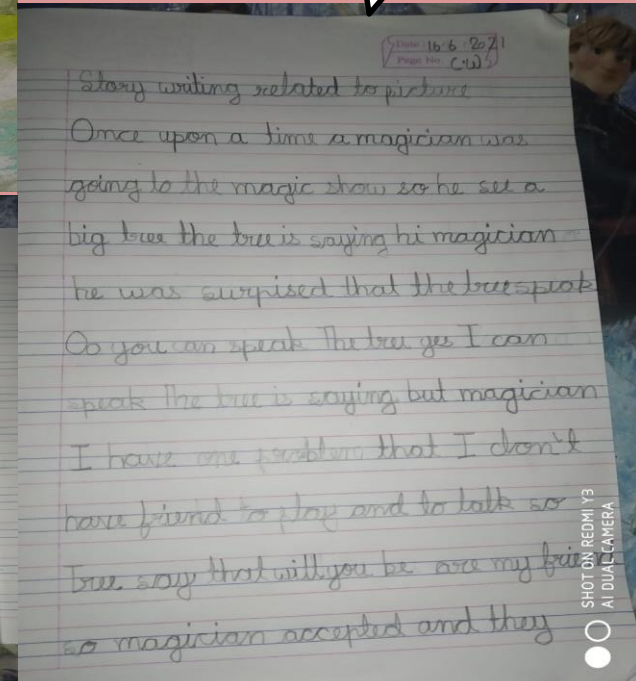 Date: 16.6.2021
Page No. C.W
Story writing related to picture
Once upon a time a magician was
going to the magic show so he see a
big tree the tree is saying hi magician
he was surpised that the tree speak
Oo you can speak The tree yes I can
speak The tree is saying but magician
I have one problem that I don't
have friend to play and to talk so
Tree say that will you be are my friend
so magician accepted and they
SHOT ON REDMI Y3
AI DUAL CAMERA